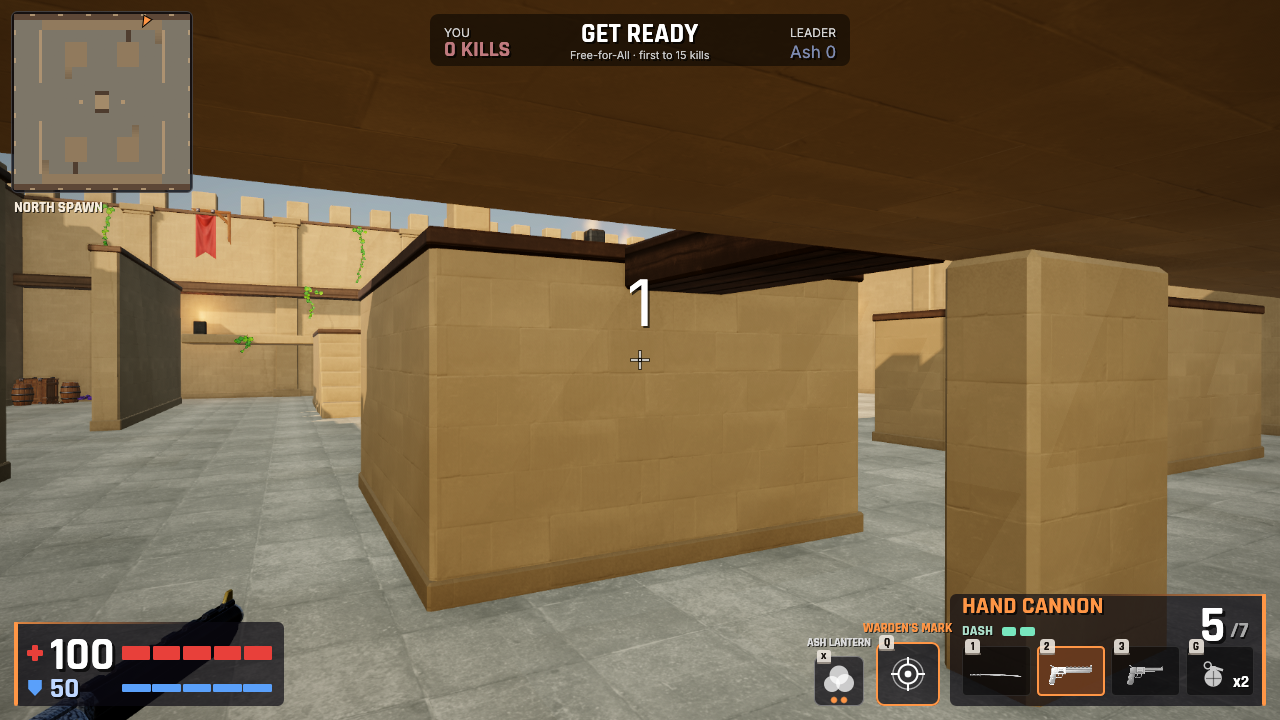 YOU
0 KILLS
GET READY
Free-for-All · first to 15 kills
LEADER
Ash 0
NORTH SPAWN
1
100
50
ASH LANTERN
X
WARDEN'S MARK
Q
HAND CANNON
DASH
5 /7
1
2
3
G
x2